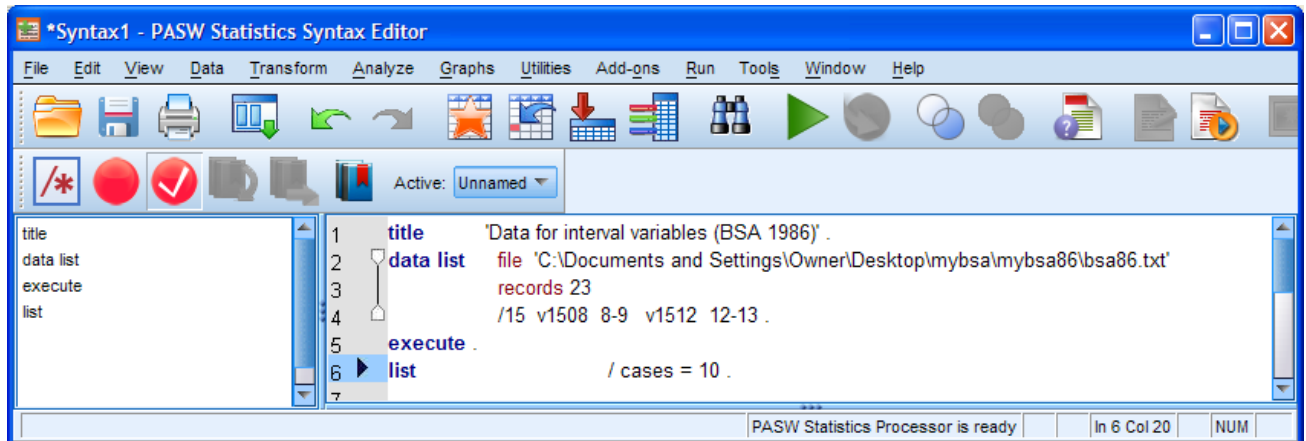 *Syntax1 - PASW Statistics Syntax Editor
File Edit View Data Transform Analyze Graphs Utilities Add-ons Run Tools Window Help
/*
Active: Unnamed
title
data list
execute
list
1 title 'Data for interval variables (BSA 1986)' .
2 data list file 'C:\Documents and Settings\Owner\Desktop\mybsa\mybsa86\bsa86.txt'
3 records 23
4 /15 v1508 8-9 v1512 12-13 .
5 execute .
6 list / cases = 10 .
7
PASW Statistics Processor is ready In 6 Col 20 NUM